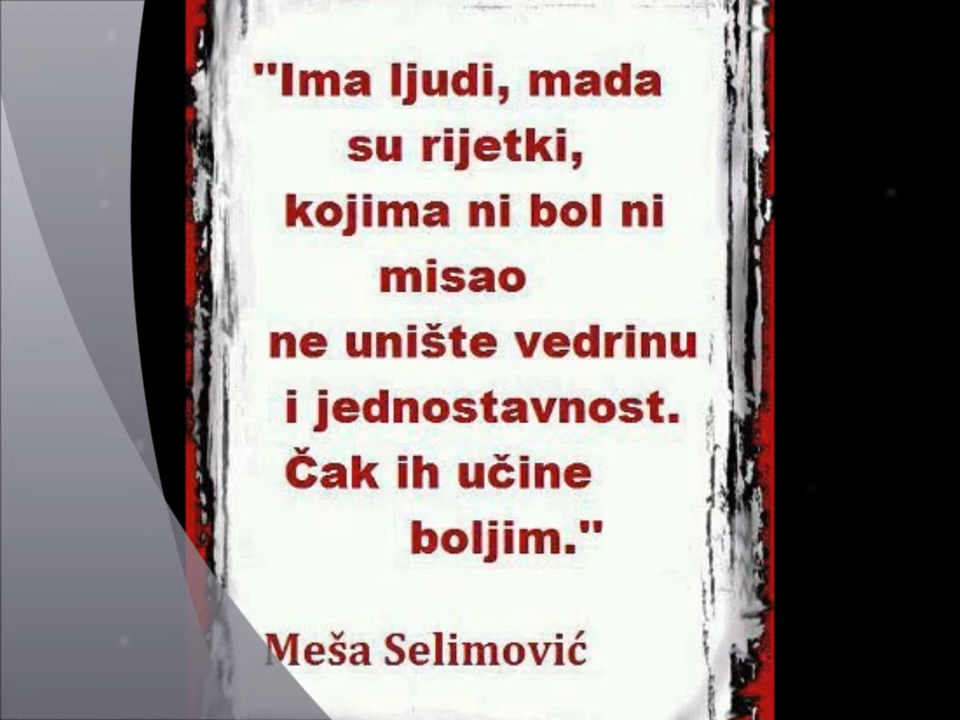 "Ima ljudi, mada
su rijetki,
kojima ni bol ni
misao
ne unište vedrinu
i jednostavnost.
Čak ih učine
boljim."
Meša Selimović